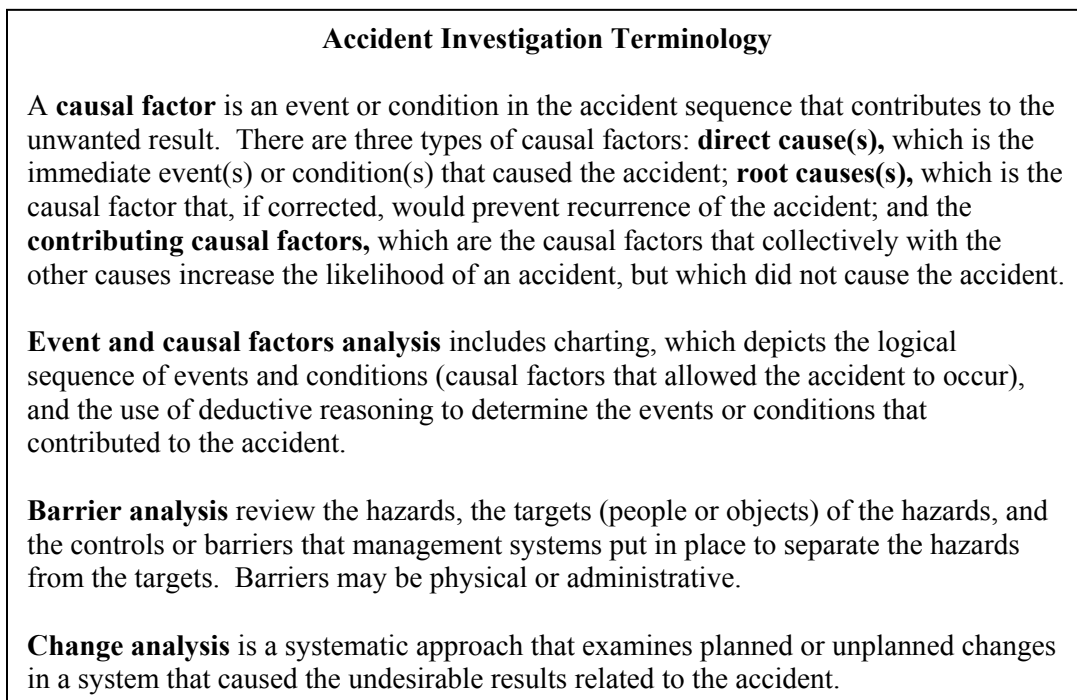 Accident Investigation Terminology
A causal factor is an event or condition in the accident sequence that contributes to the
unwanted result.  There are three types of causal factors: direct cause(s), which is the
immediate event(s) or condition(s) that caused the accident; root causes(s), which is the
causal factor that, if corrected, would prevent recurrence of the accident; and the
contributing causal factors, which are the causal factors that collectively with the
other causes increase the likelihood of an accident, but which did not cause the accident.
Event and causal factors analysis includes charting, which depicts the logical
sequence of events and conditions (causal factors that allowed the accident to occur),
and the use of deductive reasoning to determine the events or conditions that
contributed to the accident.
Barrier analysis review the hazards, the targets (people or objects) of the hazards, and
the controls or barriers that management systems put in place to separate the hazards
from the targets.  Barriers may be physical or administrative.
Change analysis is a systematic approach that examines planned or unplanned changes
in a system that caused the undesirable results related to the accident.